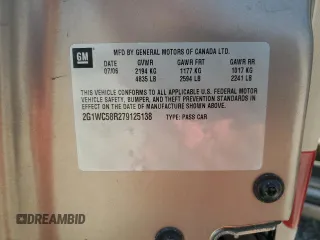 GM
MFD BY GENERAL MOTORS OF CANADA LTD.
DATE GVWR GAWR FRT GAWR RR
07/06 2194 KG 1177 KG 1017 KG
4835 LB 2594 LB 2241 LB
THIS VEHICLE CONFORMS TO ALL APPLICABLE U.S. FEDERAL MOTOR
VEHICLE SAFETY, BUMPER, AND THEFT PREVENTION STANDARDS IN
EFFECT ON THE DATE OF MANUFACTURE SHOWN ABOVE.
2G1WC58R279125138 TYPE: PASS CAR
DREAMBID